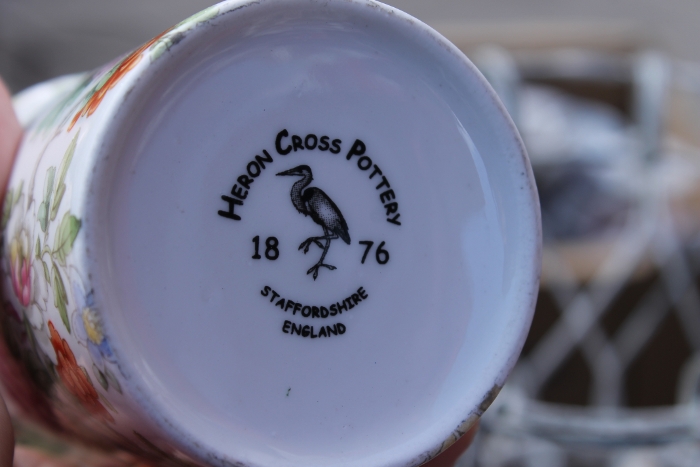 HERON CROSS POTTERY
18 76
STAFFORDSHIRE
ENGLAND